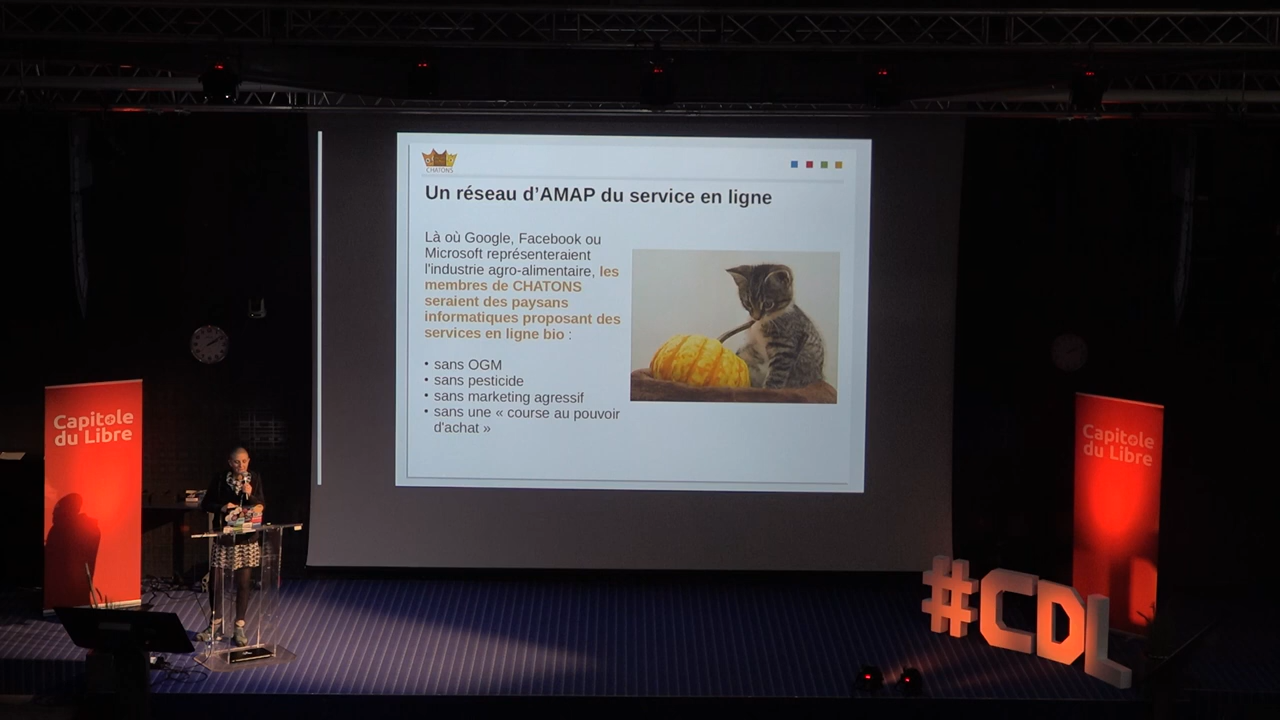 CHATONS
Un réseau d'AMAP du service en ligne
Là où Google, Facebook ou
Microsoft représenteraient
l'industrie agro-alimentaire, les
membres de CHATONS
seraient des paysans
informatiques proposant des
services en ligne bio :
• sans OGM
• sans pesticide
• sans marketing agressif
• sans une « course au pouvoir
d'achat »
Capitole
du Libre
Capitole
du Libre
#CDL